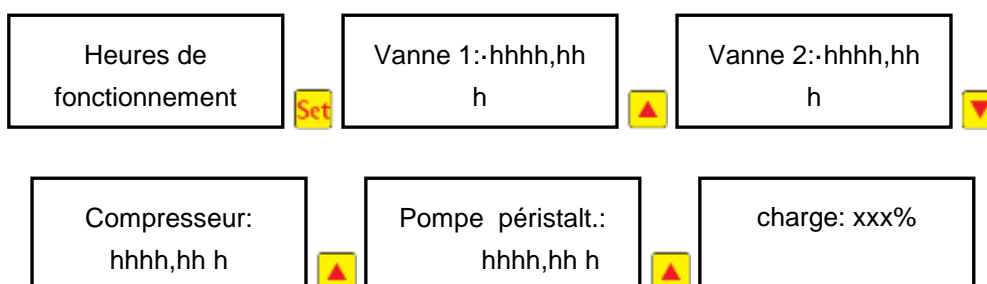 Heures de
fonctionnement
Set
Vanne 1:·hhhh,hh
h
Vanne 2:·hhhh,hh
h
Compresseur:
hhhh,hh h
Pompe péristalt.:
hhhh,hh h
charge: xxx%